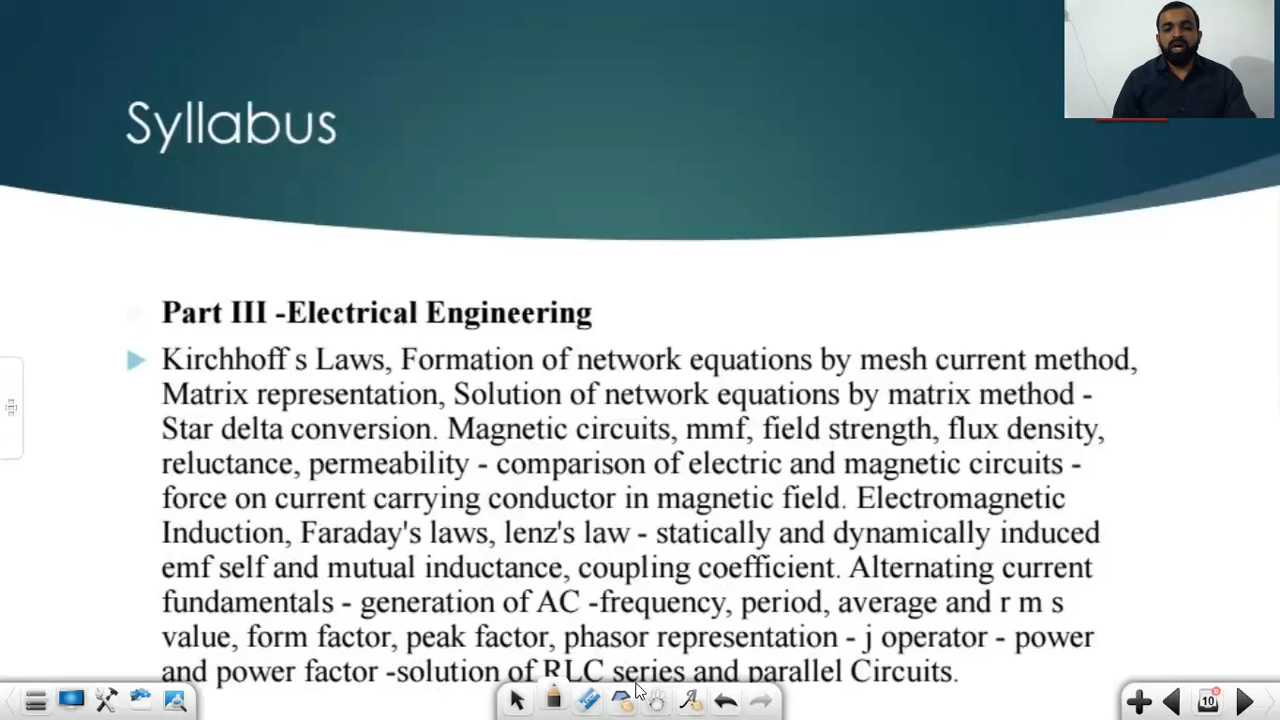 Syllabus
Part III -Electrical Engineering
Kirchhoff s Laws, Formation of network equations by mesh current method,
Matrix representation, Solution of network equations by matrix method -
Star delta conversion. Magnetic circuits, mmf, field strength, flux density,
reluctance, permeability - comparison of electric and magnetic circuits -
force on current carrying conductor in magnetic field. Electromagnetic
Induction, Faraday's laws, lenz's law - statically and dynamically induced
emf self and mutual inductance, coupling coefficient. Alternating current
fundamentals - generation of AC -frequency, period, average and r m s
value, form factor, peak factor, phasor representation - j operator - power
and power factor -solution of RLC series and parallel Circuits.
10